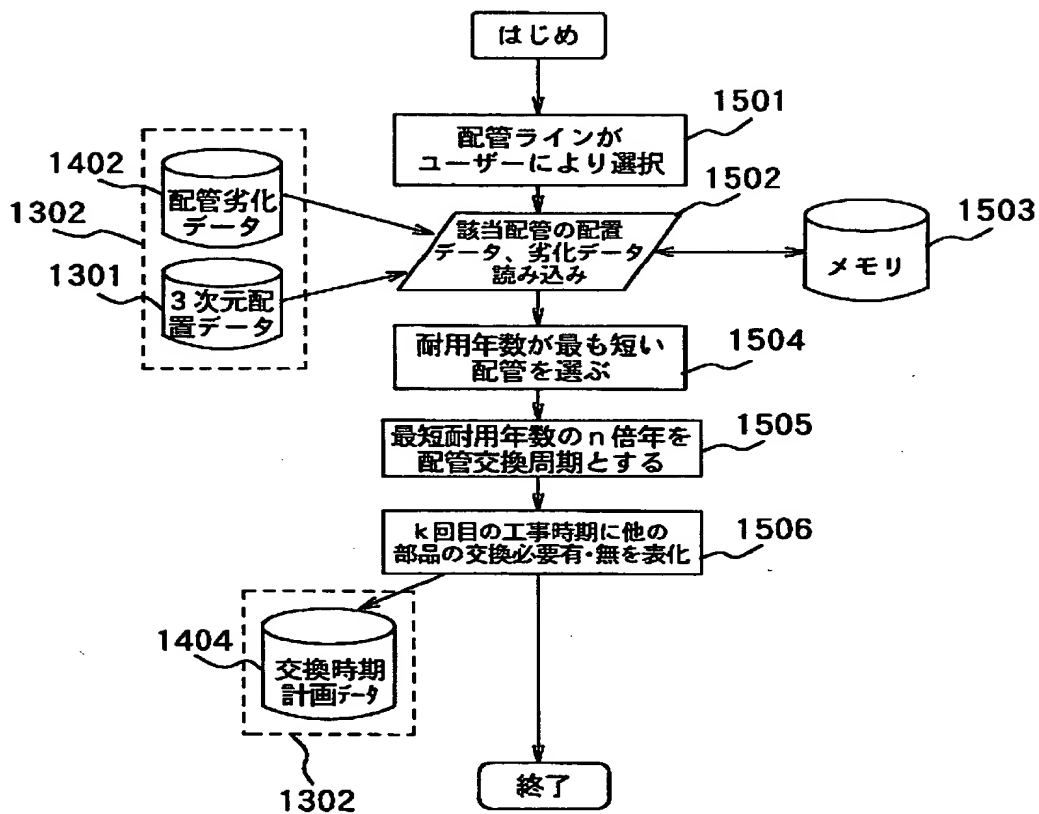 はじめ
1501
配管ラインが
ユーザーにより選択
1402
配管劣化
データ
1302
1301
3次元配
置データ
1502
該当配管の配置
データ、劣化データ
読み込み
1503
メモリ
耐用年数が最も短い
配管を選ぶ
1504
最短耐用年数のn倍年を
配管交換周期とする
1505
k回目の工事時期に他の
部品の交換必要有・無を表化
1506
1404
交換時期
計画データ
1302
終了